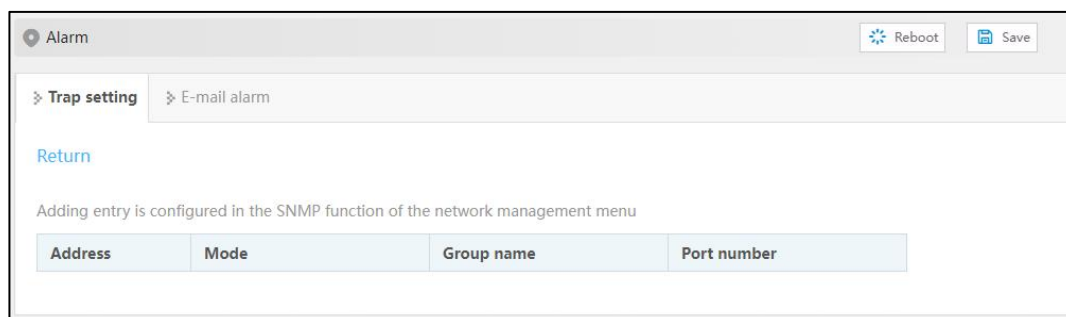 Alarm Reboot Save
Trap setting E-mail alarm
Return
Adding entry is configured in the SNMP function of the network management menu
Address Mode Group name Port number